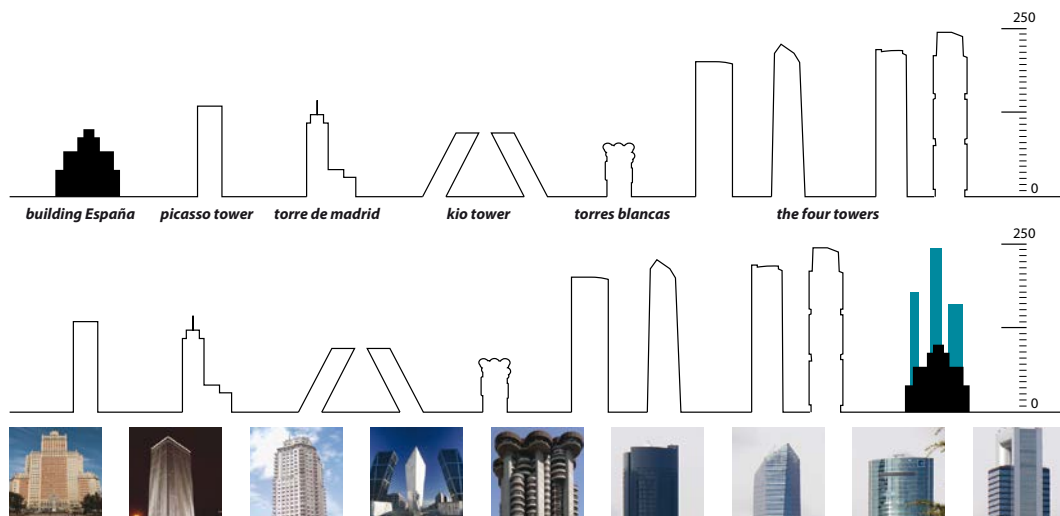 250
0
building España picasso tower torre de madrid kio tower torres blancas the four towers
250
0